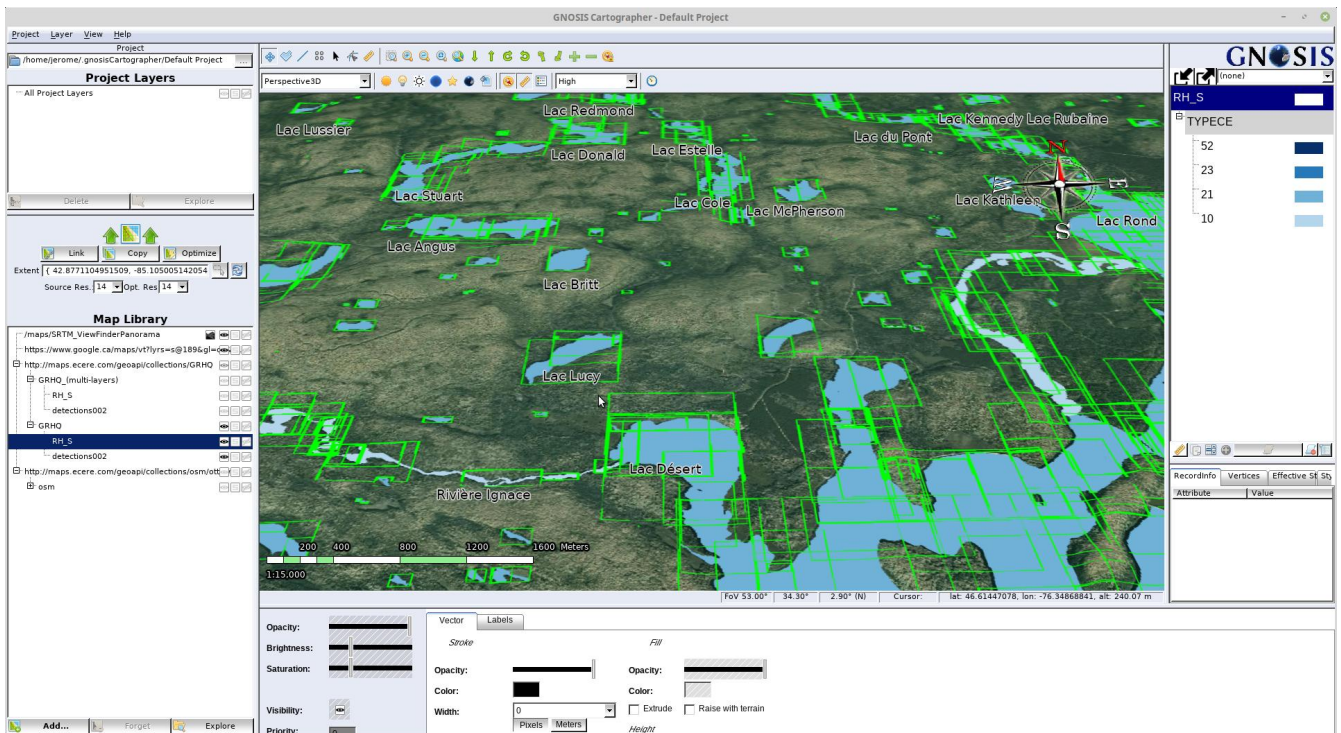 GNOSIS Cartographer - Default Project
Project Layer View Help
Project
/home/jerome/.gnosisCartographer/Default Project ...
Project Layers
All Project Layers
Delete Explore
Link Copy Optimize
Extent { 42.8771104951509, -85.105005142054
Source Res. 14 Opt. Res 14
Map Library
/maps/SRTM_ViewFinderPanorama
https://www.google.ca/maps/vt?lyrs=s@189&gl=c
http://maps.ecere.com/geoapi/collections/GRHQ
GRHQ_(multi-layers)
RH_S
detections002
GRHQ
RH_S
detections002
http://maps.ecere.com/geoapi/collections/osm/ott
osm
Add... Forget Explore
Perspective3D High
Lac Redmond
Lac Lussier
Lac Kennedy Lac Rubaine
Lac du Pont
Lac Donald
Lac Estelle
N
W E
S
Lac Stuart
Lac Cole
Lac McPherson
Lac Kathleen
Lac Rond
Lac Angus
Lac Britt
Lac Lucy
Lac Désert
Rivière Ignace
200 400 800 1200 1600 Meters
1:15,000
FoV 53.00° 34.30° 2.90° (N) Cursor: lat: 46.61447078, lon: -76.34868841, alt: 240.07 m
Opacity:
Brightness:
Saturation:
Visibility:
Priority: 0
Vector Labels
Stroke Fill
Opacity: Opacity:
Color: Color:
Width: 0 Extrude Raise with terrain
Pixels Meters Height
GNOSIS
(none)
RH_S
TYPECE
52
23
21
10
RecordInfo Vertices Effective St Sty
Attribute Value